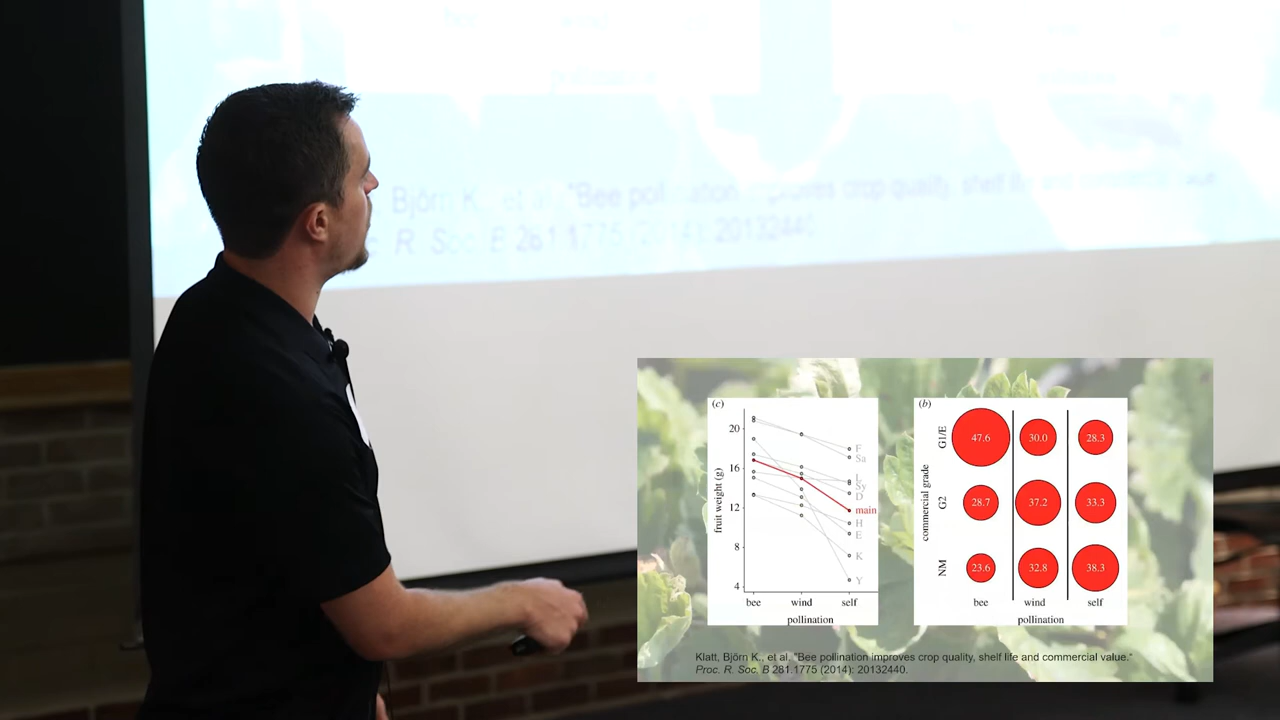 Björn K., et al. "Bee pollination improves crop quality, shelf life and commercial value
R. Soc. B 281.1775 (2014): 20132440.
(c)
fruit weight (g)
20
16
12
8
4
F
Sa
L
Sy
D
main
H
E
K
Y
bee wind self
pollination
(b)
commercial grade
G1/E 47.6 30.0 28.3
G2 28.7 37.2 33.3
NM 23.6 32.8 38.3
bee wind self
pollination
Klatt, Björn K., et al. "Bee pollination improves crop quality, shelf life and commercial value."
Proc. R. Soc. B 281.1775 (2014): 20132440.